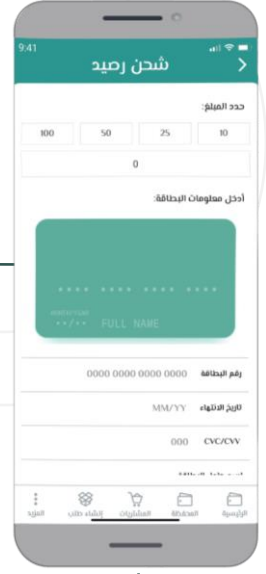 9:41
شحن رصيد
حدد المبلغ:
10 25 50 100
0
أدخل معلومات البطاقة:
**** **** **** ****
**/** FULL NAME
رقم البطاقة 0000 0000 0000 0000
تاريخ الانتهاء MM/YY
CVC/CVV 000
الرئيسية المحفظة المشتريات إنشاء طلب المزيد